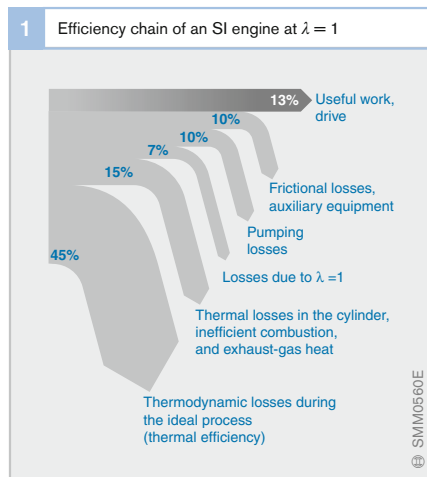 1 Efficiency chain of an SI engine at λ = 1
13% Useful work,
drive
10%
10%
7%
15%
45%
Frictional losses,
auxiliary equipment
Pumping
losses
Losses due to λ =1
Thermal losses in the cylinder,
inefficient combustion,
and exhaust-gas heat
Thermodynamic losses during
the ideal process
(thermal efficiency)
SMM0560E